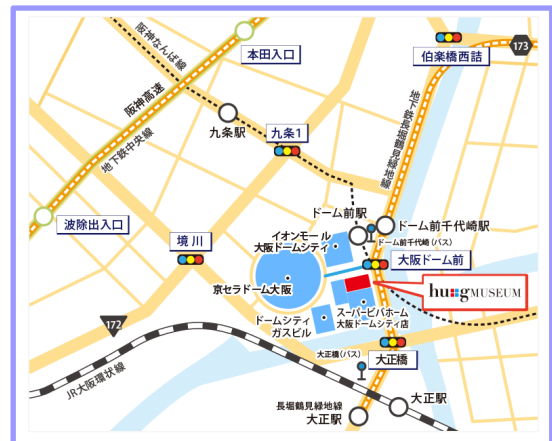 本田入口
伯楽橋西詰
173
阪神なんば線
阪神高速
地下鉄中央線
九条駅
九条1
地下鉄長堀鶴見緑地線
波除出入口
境川
ドーム前駅
ドーム前千代崎駅
ドーム前千代崎(バス)
イオンモール
大阪ドームシティ
大阪ドーム前
京セラドーム大阪
hu::g MUSEUM
スーパービバホーム
大阪ドームシティ店
ドームシティ
ガスビル
172
大正橋(バス)
大正橋
JR大阪環状線
大正駅
長堀鶴見緑地線
大正駅